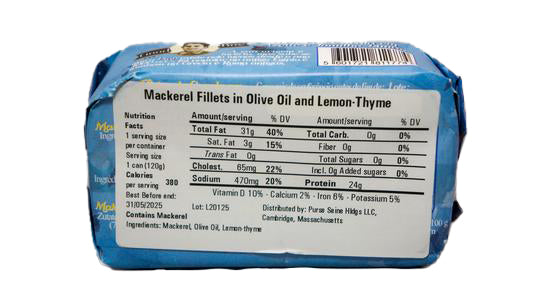 Mackerel Fillets in Olive Oil and Lemon-Thyme
Nutrition
Facts
1 serving size
per container
Serving size
1 can (120g)
Calories
per serving 380
Best Before end:
31/05/2025
Contains Mackerel
Ingredients: Mackerel, Olive Oil, Lemon-thyme
Amount/serving % DV
Total Fat 31g 40%
Sat. Fat 3g 15%
Trans Fat 0g
Cholest. 65mg 22%
Sodium 470mg 20%
Amount/serving % DV
Total Carb. 0g 0%
Fiber 0g 0%
Total Sugars 0g 0%
Incl. 0g Added sugars 0%
Protein 24g
Vitamin D 10% - Calcium 2% - Iron 6% - Potassium 5%
Lot: L20125
Distributed by: Purse Seine Hldgs LLC,
Cambridge, Massachusetts